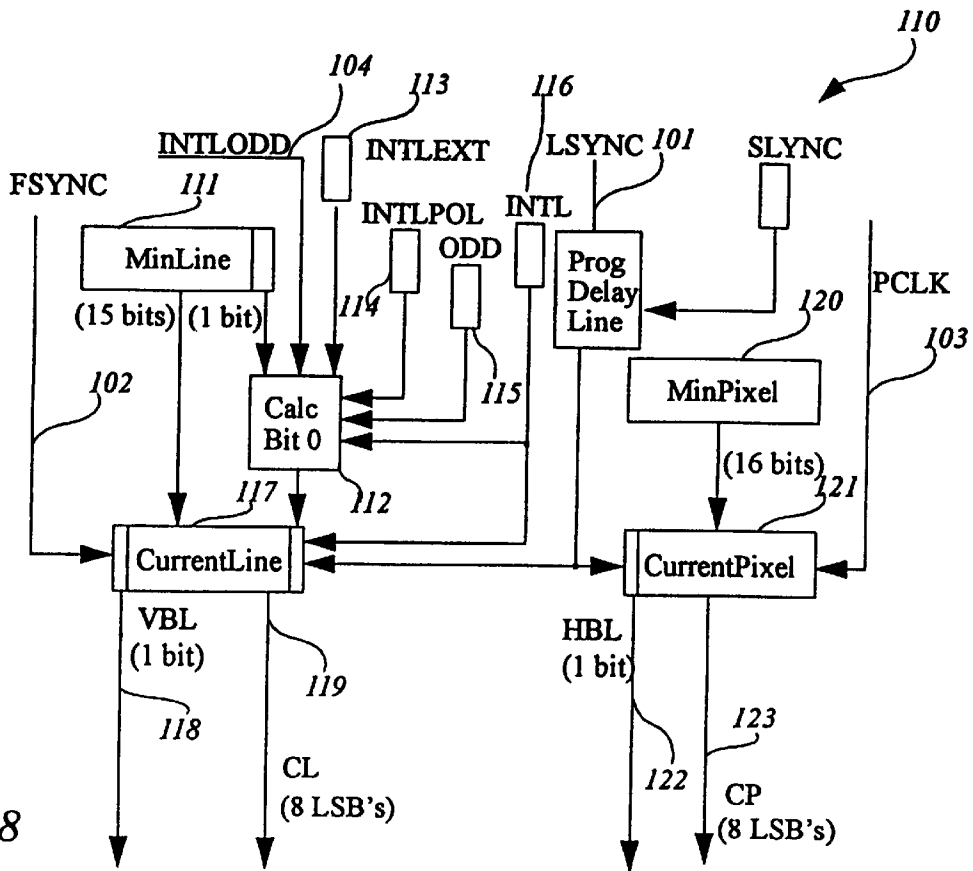 110
104
113
116
INTLODD
INTLEXT
LSYNC
101
SLYNC
FSYNC
111
INTLPOL
INTL
ODD
MinLine
Prog
Delay
Line
PCLK
(15 bits)
(1 bit)
114
120
103
102
115
MinPixel
Calc
Bit 0
(16 bits)
117
112
121
CurrentLine
CurrentPixel
VBL
(1 bit)
HBL
(1 bit)
119
118
123
122
CL
(8 LSB's)
CP
(8 LSB's)
8